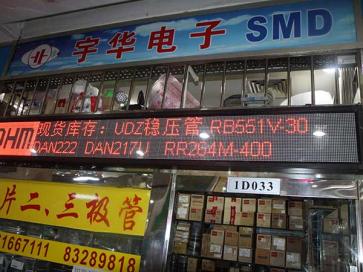 宇华电子 SMD
OHM 现货库存：UDZ稳压管 RB551V-30
DAN222 DAN217U RR264M-400
1D033
片二、三极管
1667111 83289818